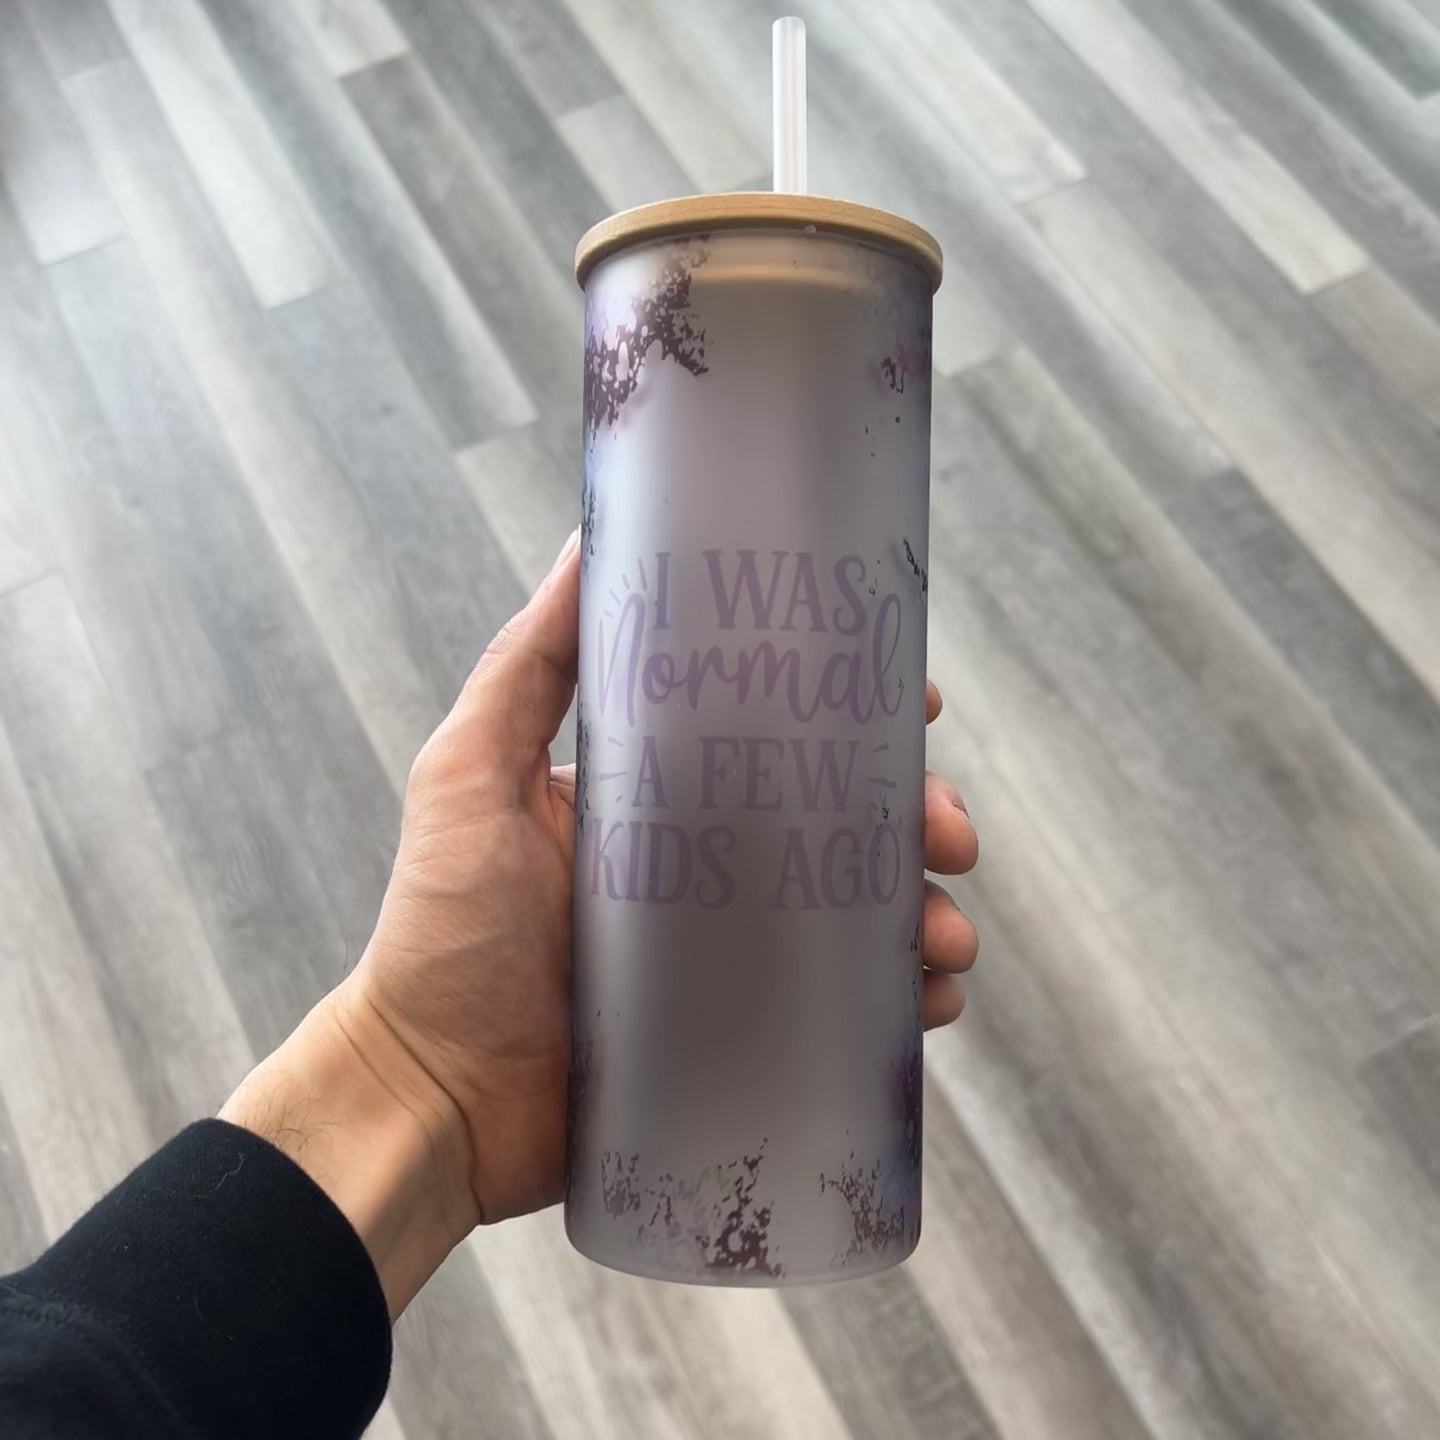 I WAS
Normal
A FEW
KIDS AGO